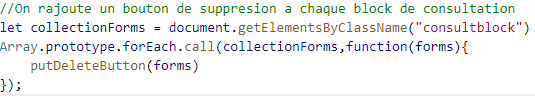 //On rajoute un bouton de suppresion a chaque block de consultation
let collectionForms = document.getElementsByClassName("consultblock")
Array.prototype.forEach.call(collectionForms,function(forms){
    putDeleteButton(forms)
});